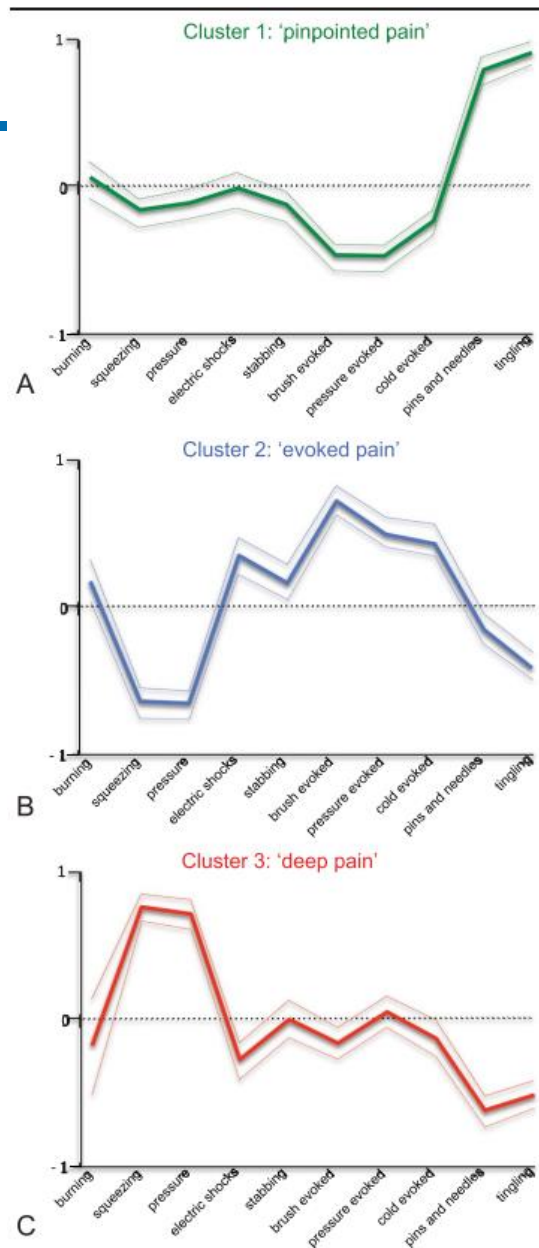 Cluster 1: 'pinpointed pain'
1
0
- 1
burning
squeezing
pressure
electric shocks
stabbing
brush evoked
pressure evoked
cold evoked
pins and needles
tingling
A
Cluster 2: 'evoked pain'
1
0
- 1
burning
squeezing
pressure
electric shocks
stabbing
brush evoked
pressure evoked
cold evoked
pins and needles
tingling
B
Cluster 3: 'deep pain'
1
0
- 1
burning
squeezing
pressure
electric shocks
stabbing
brush evoked
pressure evoked
cold evoked
pins and needles
tingling
C